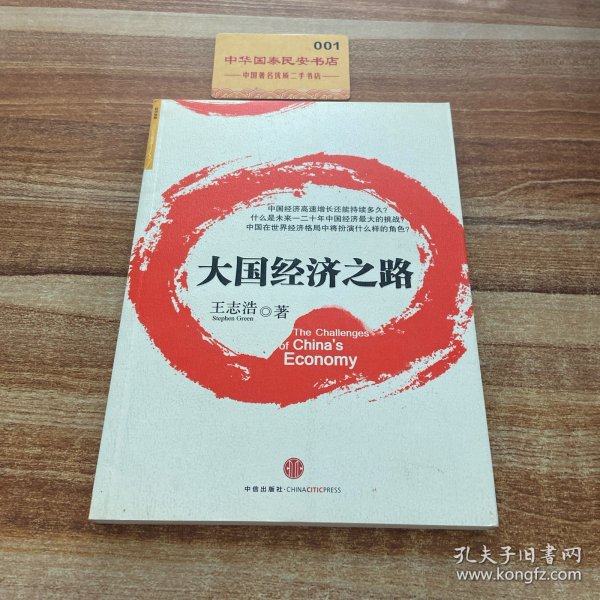 001
中华国泰民安书店
—中国著名优质二手书店—
中国经济高速增长还能持续多久?
什么是未来一二十年中国经济最大的挑战?
中国在世界经济格局中将扮演什么样的角色?
大国经济之路
王志浩◎著
Stephen Green
The Challenges
of China's
Economy
中信出版社·CHINACITICPRESS
孔夫子旧书网
www.kongfz.com